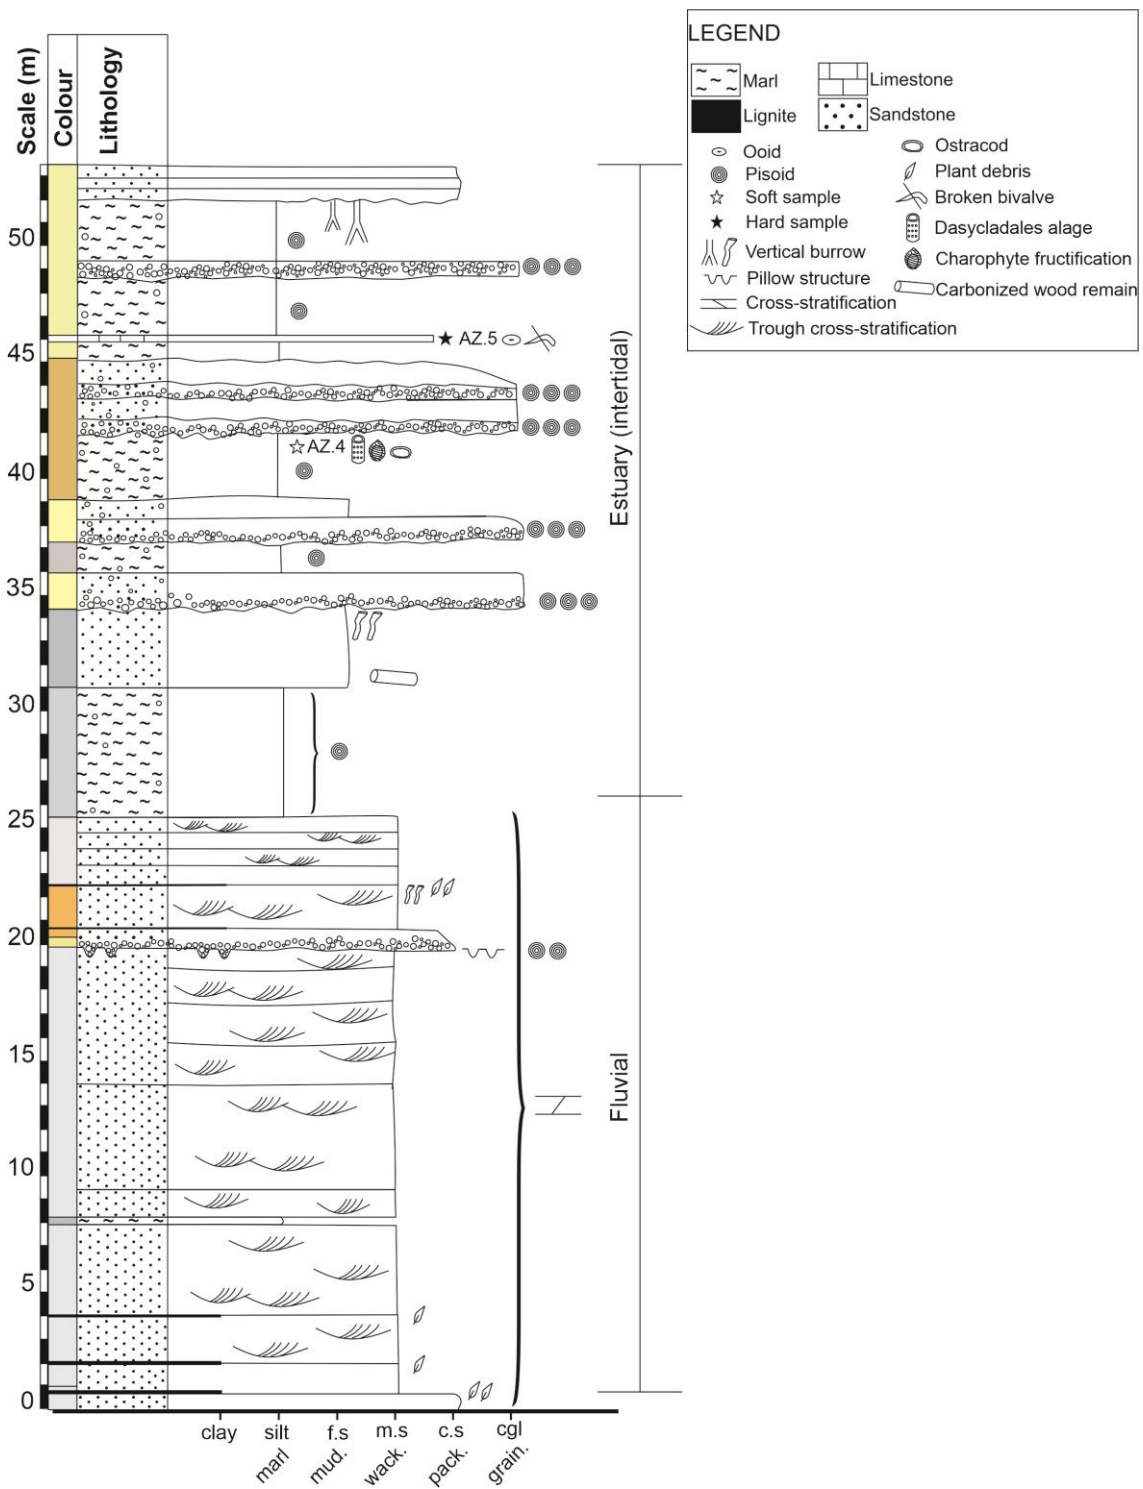 Scale (m)
Colour
Lithology
LEGEND
Marl
Limestone
Lignite
Sandstone
Ooid
Ostracod
Pisoid
Plant debris
Soft sample
Broken bivalve
Hard sample
Dasycladales alage
Vertical burrow
Charophyte fructification
Pillow structure
Carbonized wood remain
Cross-stratification
Trough cross-stratification
50
45
AZ.5
AZ.4
40
35
30
25
20
15
10
5
0
Estuary (intertidal)
Fluvial
clay silt f.s m.s c.s cgl
marl mud. wack. pack. grain.